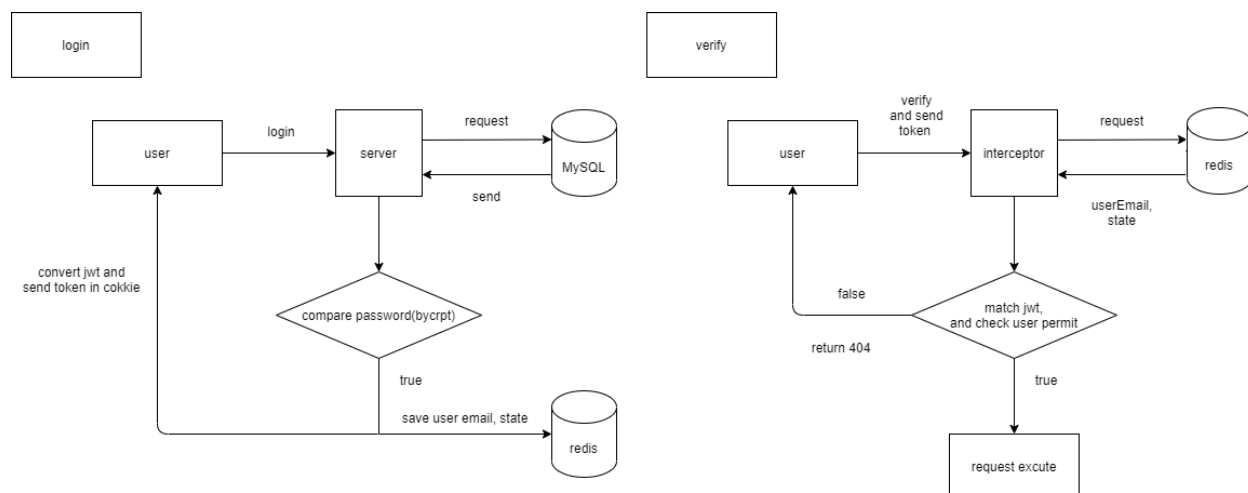 login
user
login
server
request
MySQL
send
convert jwt and
send token in cokkie
compare password(bycrpt)
true
save user email, state
redis
verify
user
verify
and send
token
interceptor
request
redis
userEmail,
state
false
match jwt,
and check user permit
return 404
true
request excute